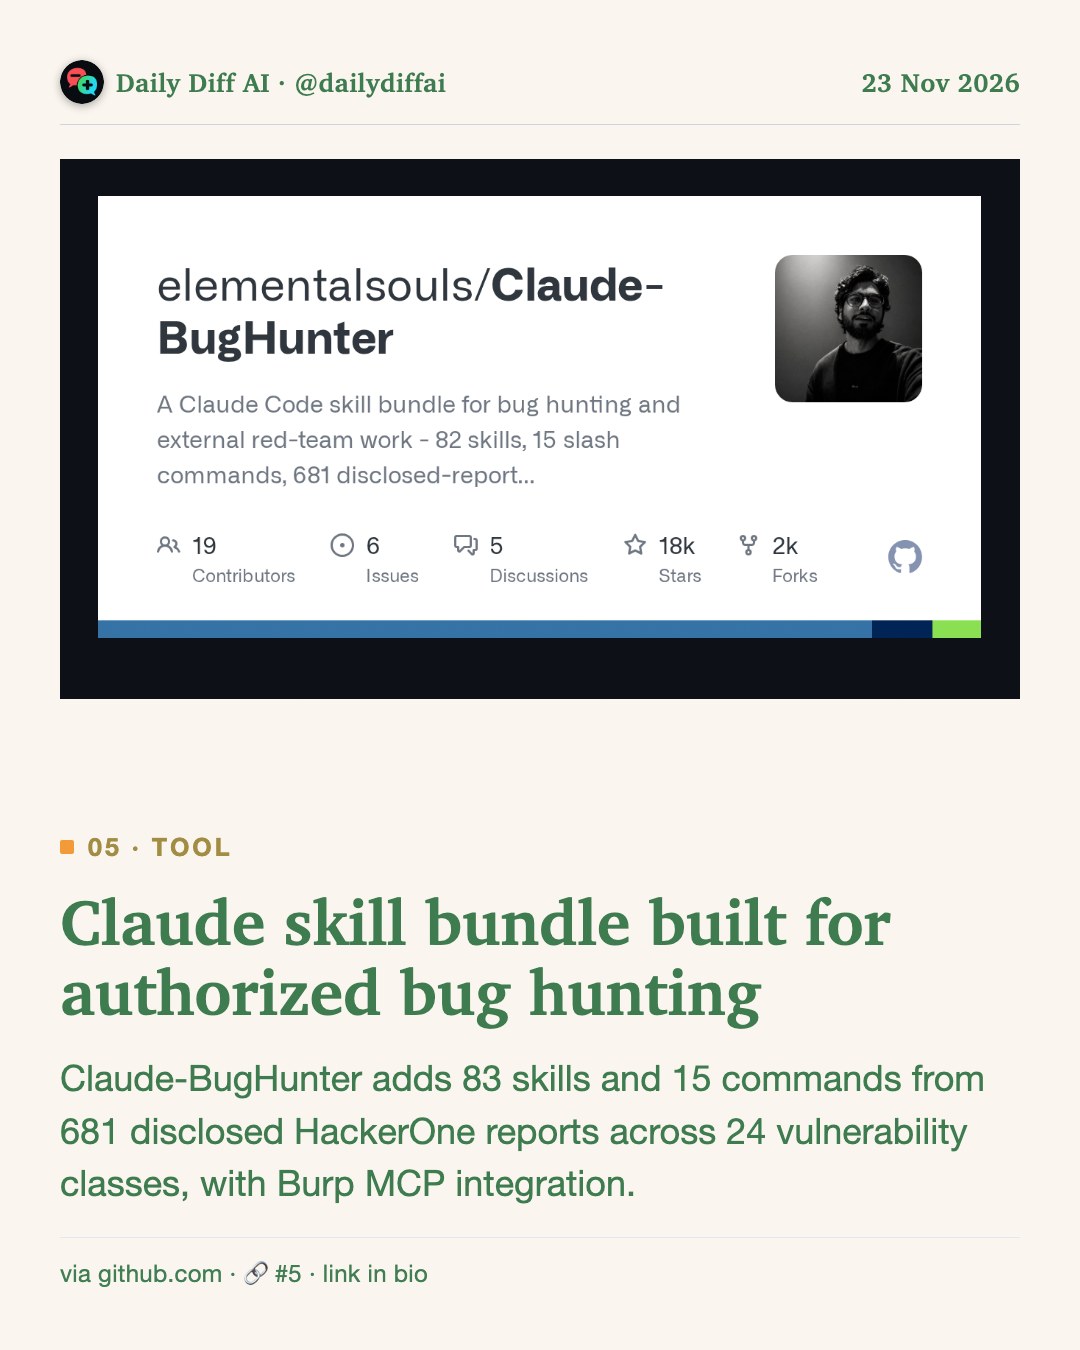 Daily Diff AI · @dailydiffai
23 Nov 2026
elementalsouls/Claude-
BugHunter
A Claude Code skill bundle for bug hunting and
external red-team work - 82 skills, 15 slash
commands, 681 disclosed-report...
19
Contributors
6
Issues
5
Discussions
18k
Stars
2k
Forks
05 · TOOL
Claude skill bundle built for
authorized bug hunting
Claude-BugHunter adds 83 skills and 15 commands from
681 disclosed HackerOne reports across 24 vulnerability
classes, with Burp MCP integration.
via github.com · 🔗 #5 · link in bio